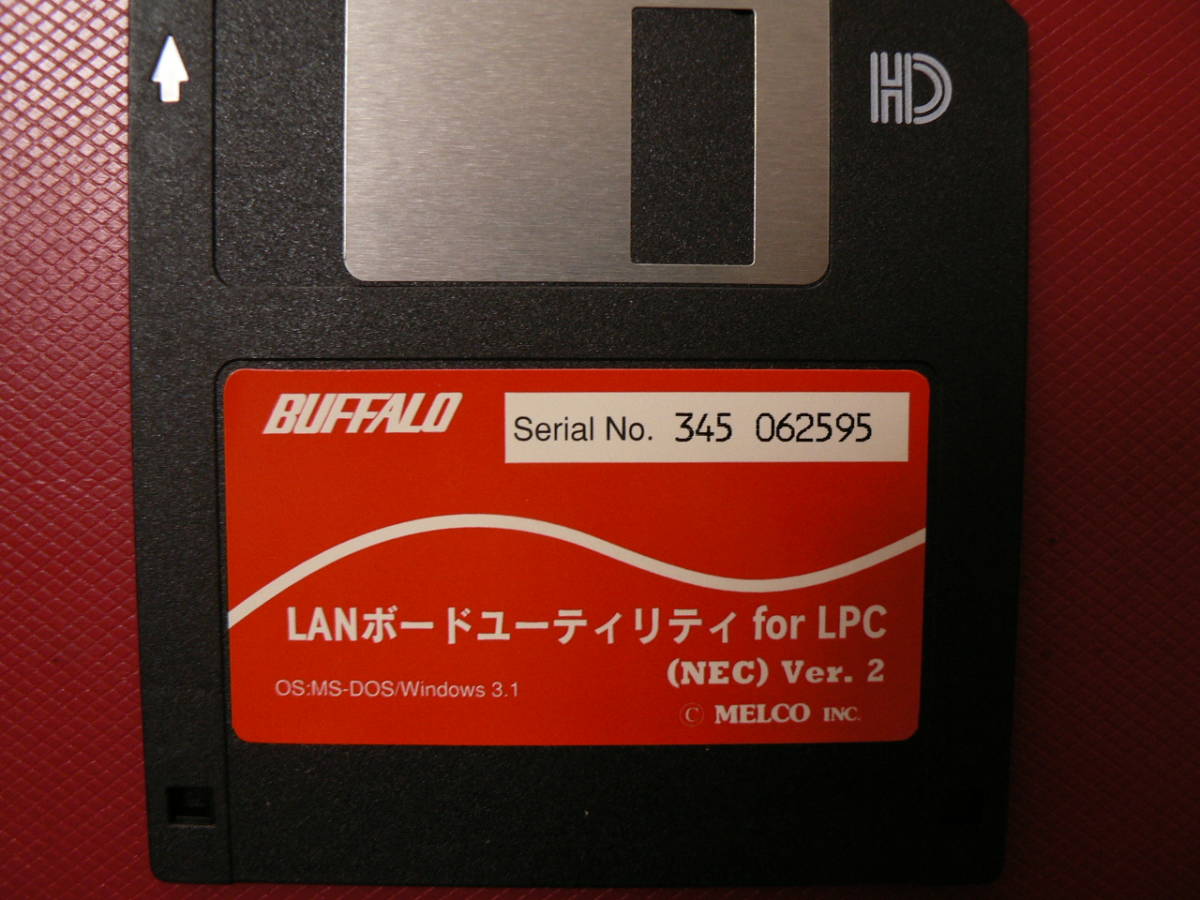 HD
BUFFALO
Serial No. 345 062595
LANボードユーティリティ for LPC
(NEC) Ver. 2
OS:MS-DOS/Windows 3.1
© MELCO INC.